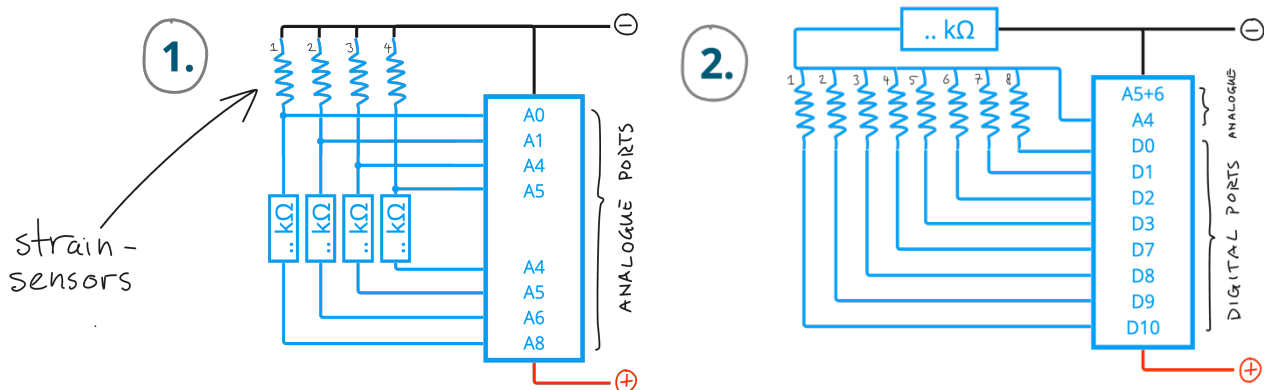 1.
1 2 3 4
strain-
sensors
.. kΩ
.. kΩ
.. kΩ
.. kΩ
A0
A1
A4
A5
A4
A5
A6
A8
ANALOGUE PORTS
−
+
2.
.. kΩ
1 2 3 4 5 6 7 8
A5+6
A4
D0
D1
D2
D3
D7
D8
D9
D10
ANALOGUE
DIGITAL PORTS
−
+